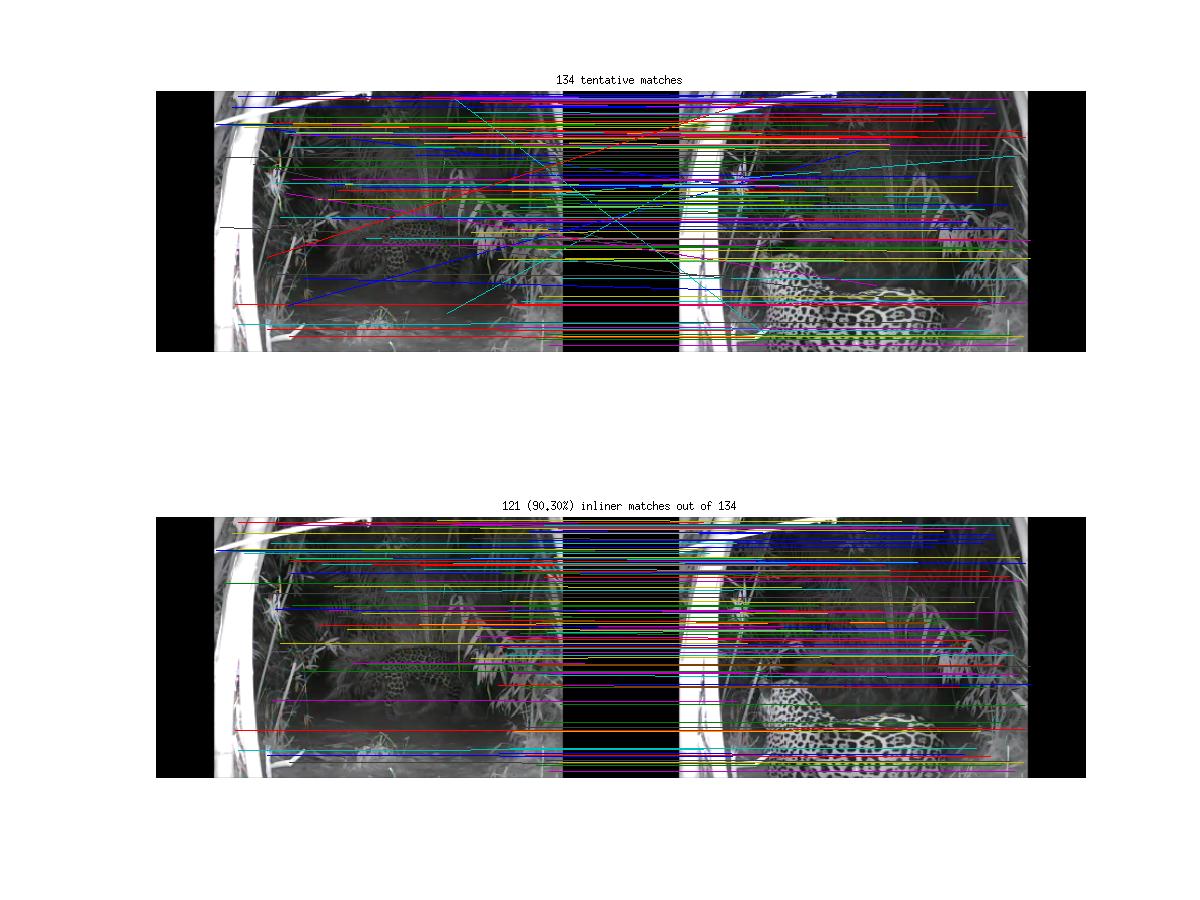 134 tentative matches
121 (90.30%) inliner matches out of 134